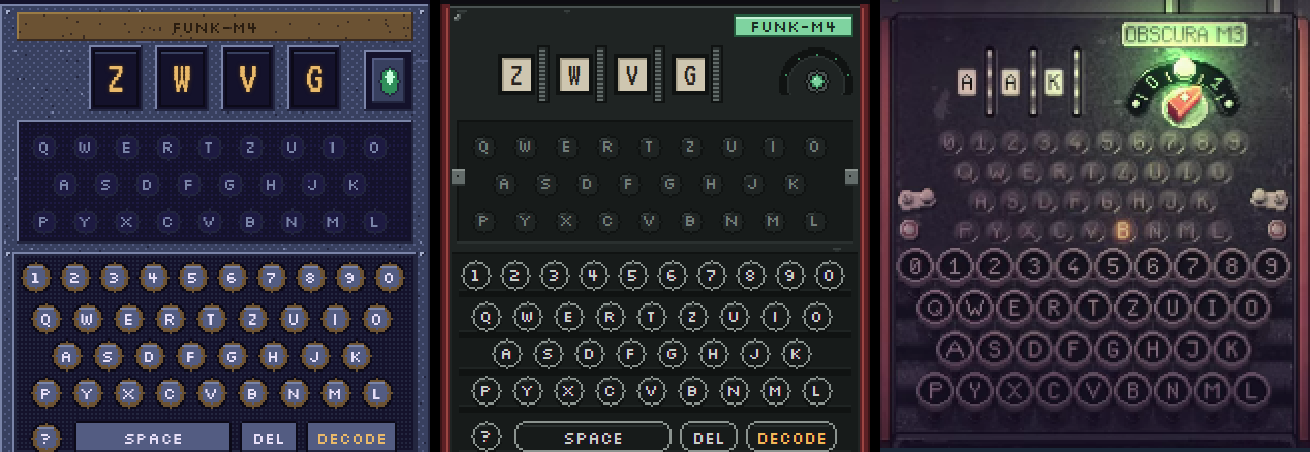 FUNK-M4
Z W V G
Q W E R T Z U I O
A S D F G H J K
P Y X C V B N M L
1 2 3 4 5 6 7 8 9 0
Q W E R T Z U I O
A S D F G H J K
P Y X C V B N M L
? SPACE DEL DECODE
FUNK-M4
Z W V G
Q W E R T Z U I O
A S D F G H J K
P Y X C V B N M L
1 2 3 4 5 6 7 8 9 0
Q W E R T Z U I O
A S D F G H J K
P Y X C V B N M L
? SPACE DEL DECODE
OBSCURA M3
A A K
0 1 2 3 4 5 6 7 8 9
Q W E R T Z U I O
A S D F G H J K
P Y X C V B N M L
0 1 2 3 4 5 6 7 8 9
Q W E R T Z U I O
A S D F G H J K
P Y X C V B N M L